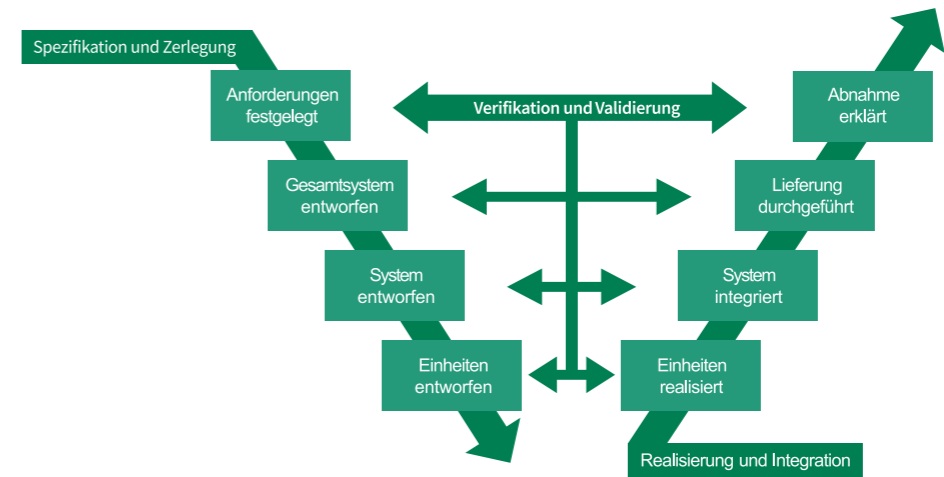 Spezifikation und Zerlegung
Anforderungen
festgelegt
Verifikation und Validierung
Abnahme
erklärt
Gesamtsystem
entworfen
Lieferung
durchgeführt
System
entworfen
System
integriert
Einheiten
entworfen
Einheiten
realisiert
Realisierung und Integration